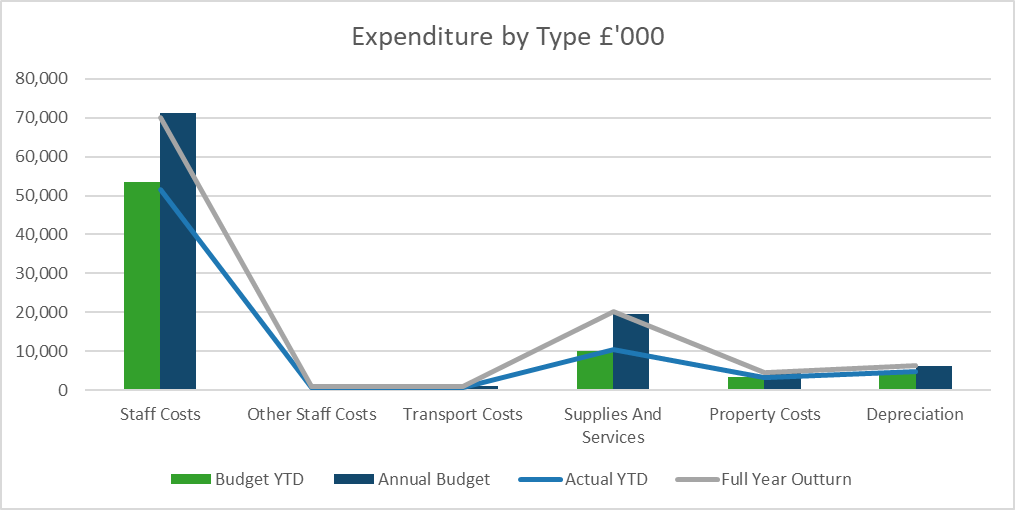 Expenditure by Type £'000
80,000
70,000
60,000
50,000
40,000
30,000
20,000
10,000
0
Staff Costs Other Staff Costs Transport Costs Supplies And Property Costs Depreciation
Services
Budget YTD Annual Budget Actual YTD Full Year Outturn